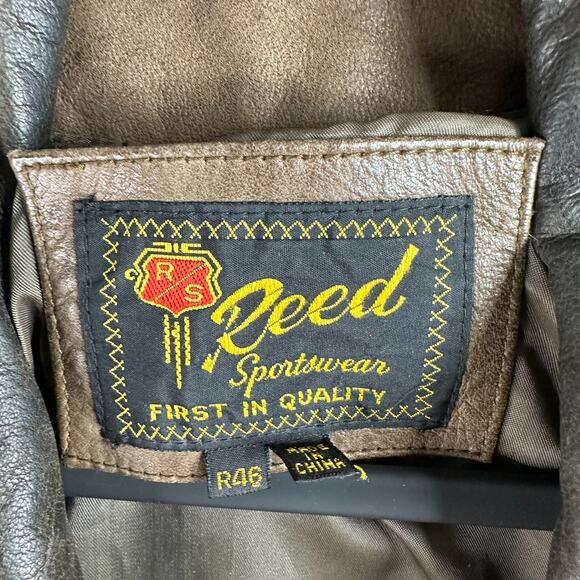 R
S
Reed
Sportswear
FIRST IN QUALITY
R46
MADE
IN
CHINA